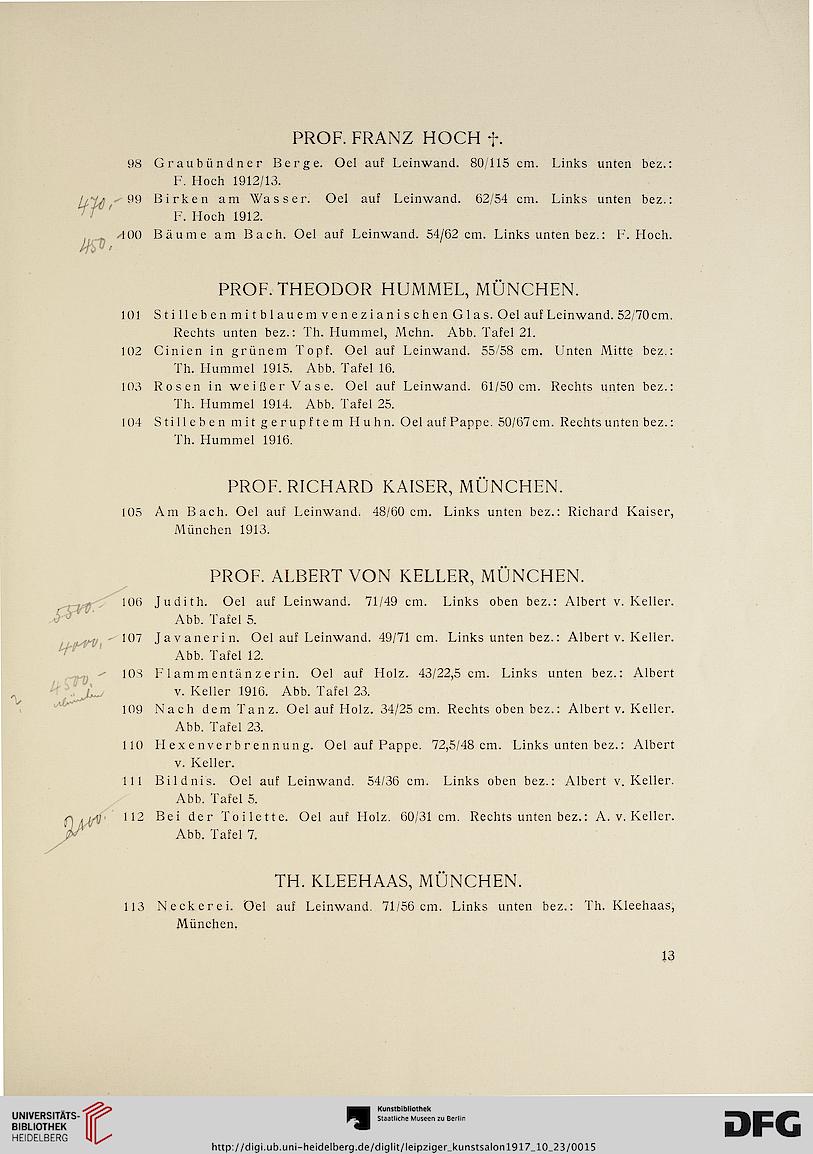 PROF. FRANZ HOCH †.
98 Graubündner Berge. Oel auf Leinwand. 80/115 cm. Links unten bez.:
F. Hoch 1912/13.
470,- 99 Birken am Wasser. Oel auf Leinwand. 62/54 cm. Links unten bez.:
F. Hoch 1912.
450, 100 Bäume am Bach. Oel auf Leinwand. 54/62 cm. Links unten bez.: F. Hoch.
PROF. THEODOR HUMMEL, MÜNCHEN.
101 Stilleben mit blauem venezianischen Glas. Oel auf Leinwand. 52/70 cm.
Rechts unten bez.: Th. Hummel, Mchn. Abb. Tafel 21.
102 Cinien in grünem Topf. Oel auf Leinwand. 55/58 cm. Unten Mitte bez.:
Th. Hummel 1915. Abb. Tafel 16.
103 Rosen in weißer Vase. Oel auf Leinwand. 61/50 cm. Rechts unten bez.:
Th. Hummel 1914. Abb. Tafel 25.
104 Stilleben mit gerupftem Huhn. Oel auf Pappe. 50/67 cm. Rechts unten bez.:
Th. Hummel 1916.
PROF. RICHARD KAISER, MÜNCHEN.
105 Am Bach. Oel auf Leinwand. 48/60 cm. Links unten bez.: Richard Kaiser,
München 1913.
PROF. ALBERT VON KELLER, MÜNCHEN.
5500.- 106 Judith. Oel auf Leinwand. 71/49 cm. Links oben bez.: Albert v. Keller.
Abb. Tafel 5.
4000,- 107 Javanerin. Oel auf Leinwand. 49/71 cm. Links unten bez.: Albert v. Keller.
Abb. Tafel 12.
4500,- 108 Flammentänzerin. Oel auf Holz. 43/22,5 cm. Links unten bez.: Albert
? München v. Keller 1916. Abb. Tafel 23.
109 Nach dem Tanz. Oel auf Holz. 34/25 cm. Rechts oben bez.: Albert v. Keller.
Abb. Tafel 23.
110 Hexenverbrennung. Oel auf Pappe. 72,5/48 cm. Links unten bez.: Albert
v. Keller.
111 Bildnis. Oel auf Leinwand. 54/36 cm. Links oben bez.: Albert v. Keller.
Abb. Tafel 5.
112 Bei der Toilette. Oel auf Holz. 60/31 cm. Rechts unten bez.: A. v. Keller.
Abb. Tafel 7.
TH. KLEEHAAS, MÜNCHEN.
113 Neckerei. Oel auf Leinwand. 71/56 cm. Links unten bez.: Th. Kleehaas,
München.
13
UNIVERSITÄTS-
BIBLIOTHEK
HEIDELBERG
Kunstbibliothek
Staatliche Museen zu Berlin
DFG
http://digi.ub.uni-heidelberg.de/diglit/leipziger_kunstsalon1917_10_23/0015